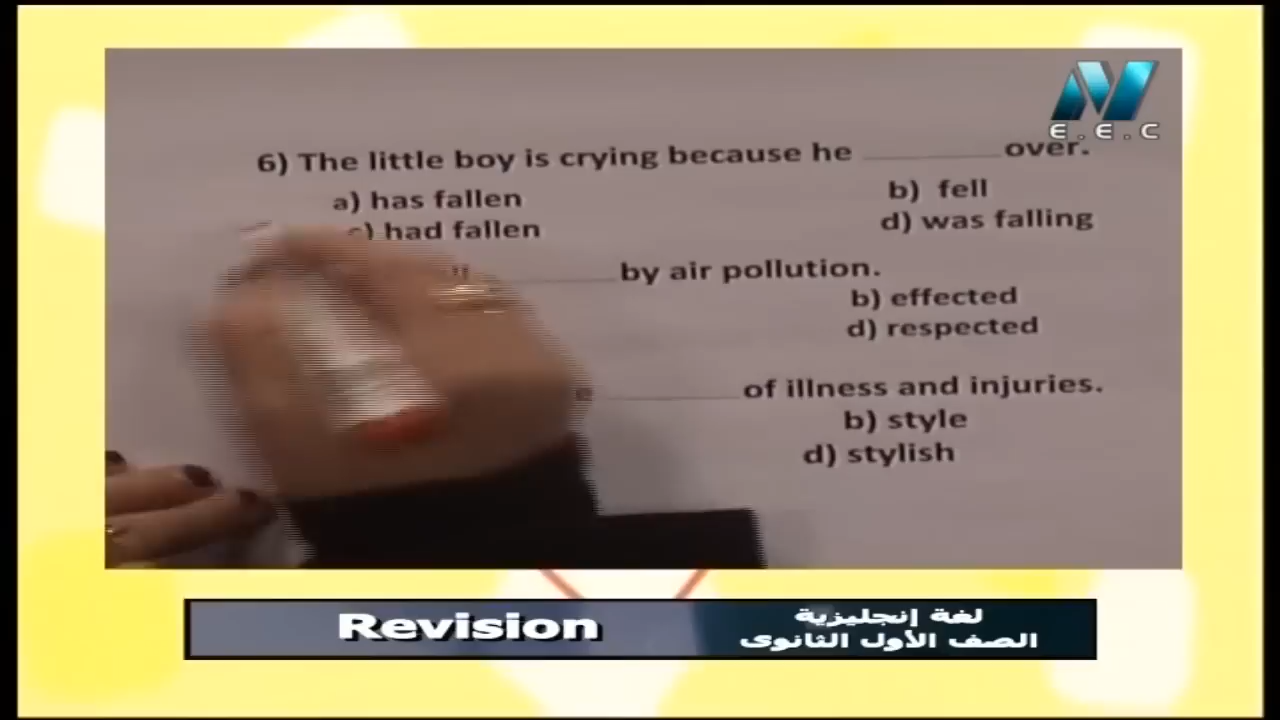 E.E.C
6) The little boy is crying because he ________ over.
a) has fallen b) fell
c) had fallen d) was falling
________ by air pollution.
b) effected
d) respected
________ of illness and injuries.
b) style
d) stylish
Revision
لغة إنجليزية
الصف الأول الثانوى